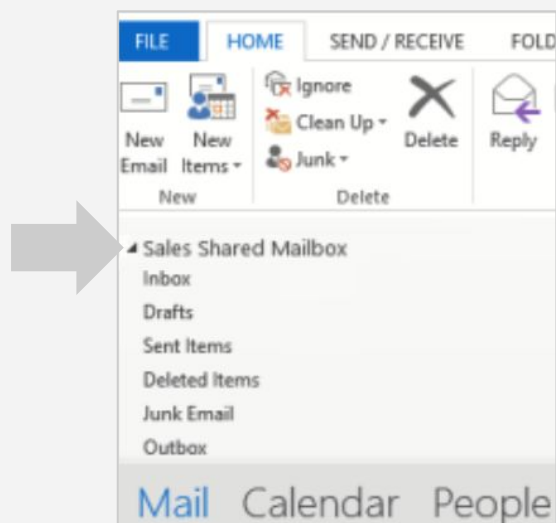 FILE HOME SEND / RECEIVE
New Email
New Items
Ignore
Clean Up
Junk
Delete
Reply
New Delete
Sales Shared Mailbox
Inbox
Drafts
Sent Items
Deleted Items
Junk Email
Outbox
Mail Calendar People